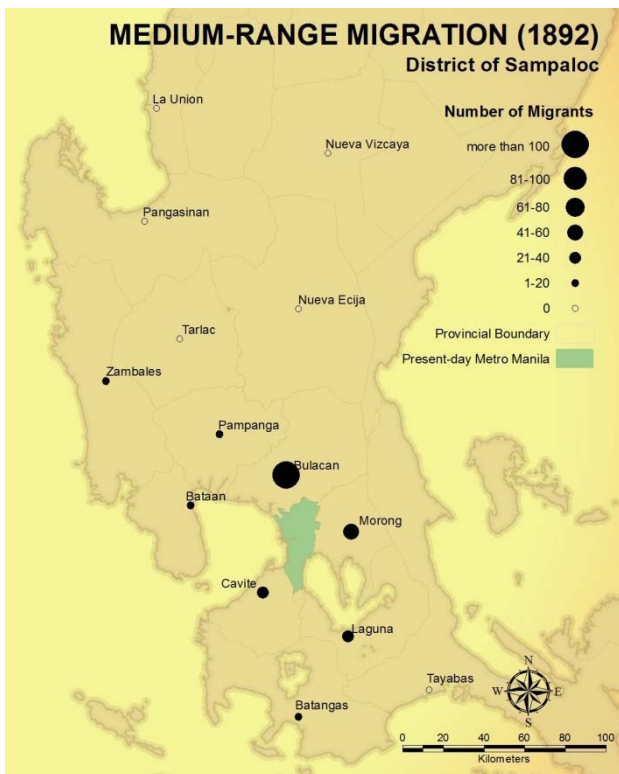 MEDIUM-RANGE MIGRATION (1892)
District of Sampaloc
Number of Migrants
more than 100
81-100
61-80
41-60
21-40
1-20
0
Provincial Boundary
Present-day Metro Manila
La Union
Nueva Vizcaya
Pangasinan
Nueva Ecija
Tarlac
Zambales
Pampanga
Bulacan
Bataan
Morong
Cavite
Laguna
Tayabas
Batangas
N
W E
S
0 20 40 60 80 100
Kilometers